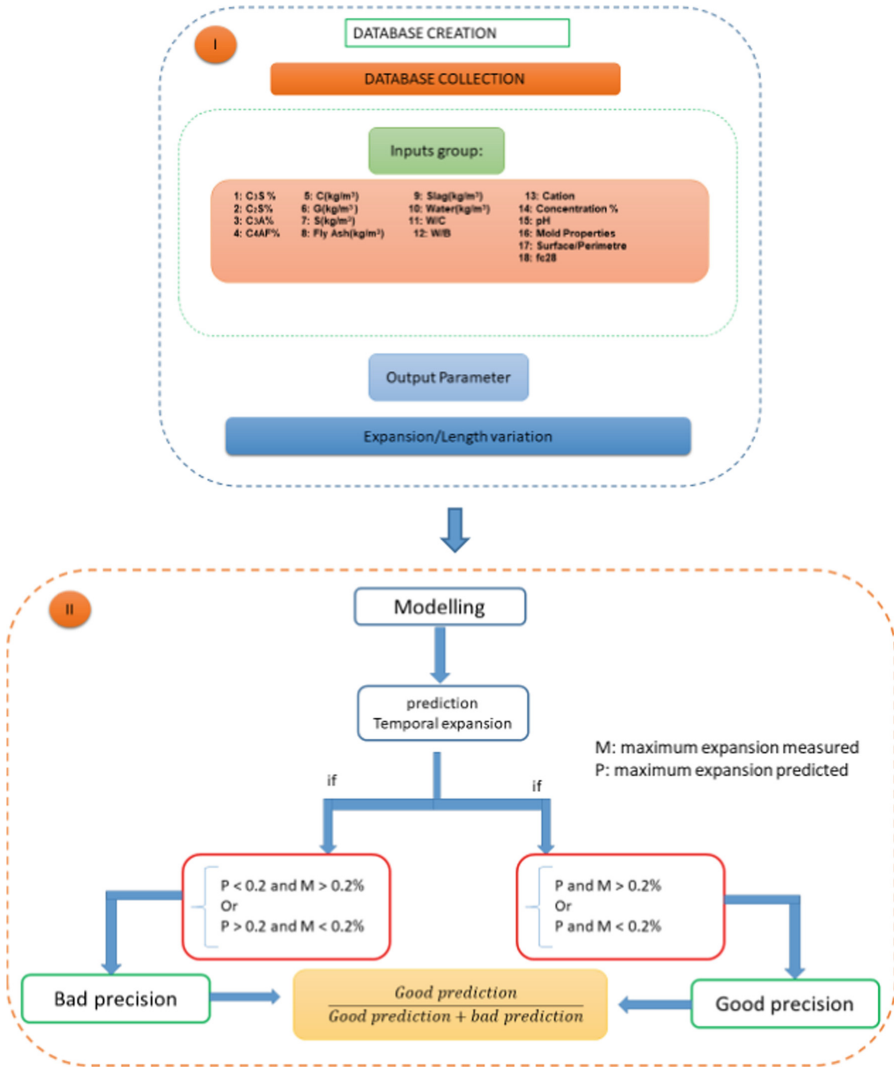 I
DATABASE CREATION
DATABASE COLLECTION
Inputs group:
1: C₃S %
2: C₂S%
3: C₃A%
4: C₄AF%
5: C(kg/m³)
6: G(kg/m³)
7: S(kg/m³)
8: Fly Ash(kg/m³)
9: Slag(kg/m³)
10: Water(kg/m³)
11: W/C
12: W/B
13: Cation
14: Concentration %
15: pH
16: Mold Properties
17: Surface/Perimetre
18: fc28
Output Parameter
Expansion/Length variation
II
Modelling
prediction
Temporal expansion
M: maximum expansion measured
P: maximum expansion predicted
if
if
P < 0.2 and M > 0.2%
Or
P > 0.2 and M < 0.2%
P and M > 0.2%
Or
P and M < 0.2%
Bad precision
Good prediction
Good prediction + bad prediction
Good precision